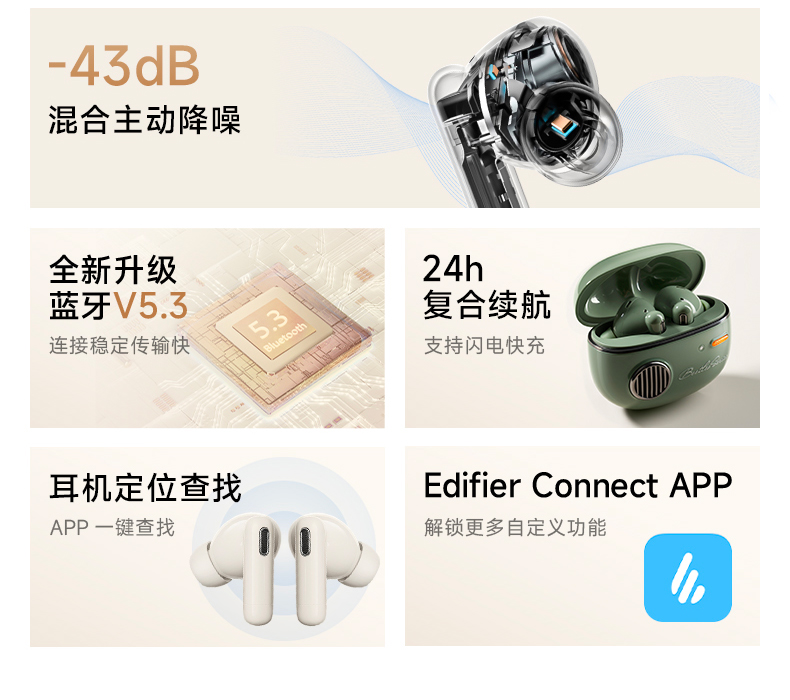 -43dB
混合主动降噪
全新升级
蓝牙V5.3
连接稳定传输快
5.3
Bluetooth
24h
复合续航
支持闪电快充
耳机定位查找
APP 一键查找
Edifier Connect APP
解锁更多自定义功能